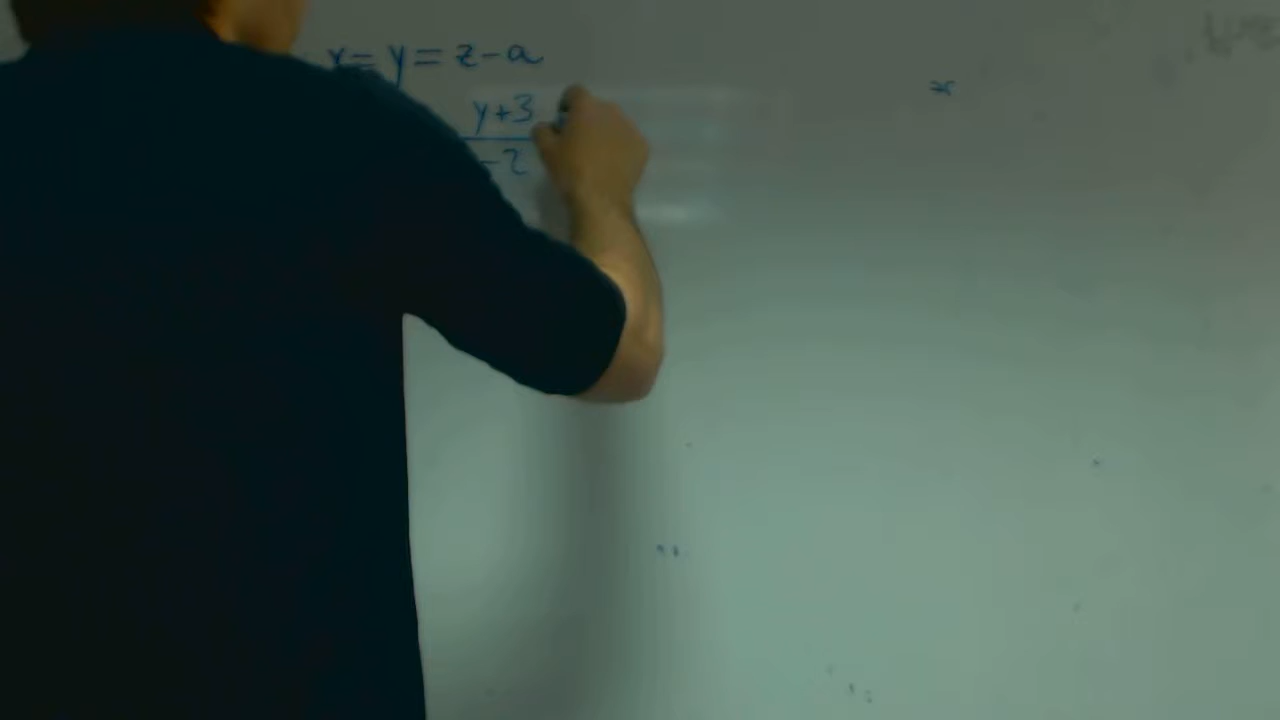 x = y = z - a
y+3
-2